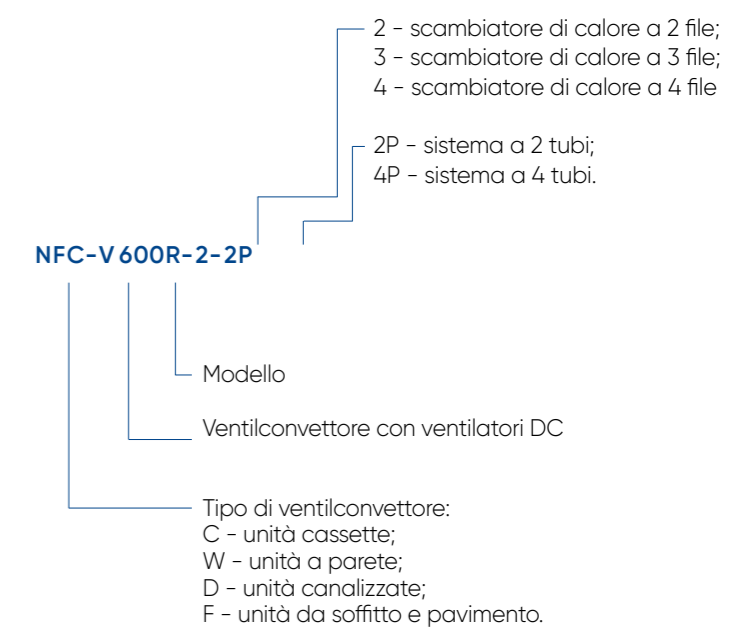 2 - scambiatore di calore a 2 file;
3 - scambiatore di calore a 3 file;
4 - scambiatore di calore a 4 file
2P - sistema a 2 tubi;
4P - sistema a 4 tubi.
NFC-V600R-2-2P
Modello
Ventilconvettore con ventilatori DC
Tipo di ventilconvettore:
C - unità cassette;
W - unità a parete;
D - unità canalizzate;
F - unità da soffitto e pavimento.